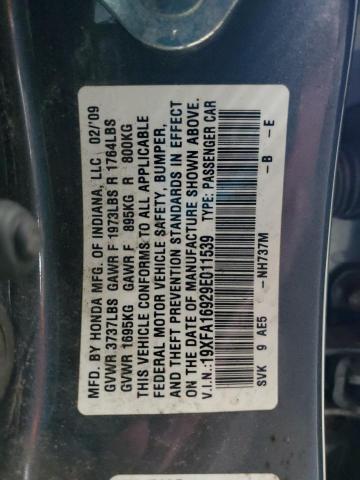 MFD. BY HONDA MFG. OF INDIANA, LLC. 02/'09
GVWR 3737LBS GAWR F 1973LBS R 1764LBS
GVWR 1695KG GAWR F 895KG R 800KG
THIS VEHICLE CONFORMS TO ALL APPLICABLE
FEDERAL MOTOR VEHICLE SAFETY, BUMPER,
AND THEFT PREVENTION STANDARDS IN EFFECT
ON THE DATE OF MANUFACTURE SHOWN ABOVE.
V.I.N.:19XFA16929E011539 TYPE: PASSENGER CAR
SVK 9 AE5 -NH737M -B -E